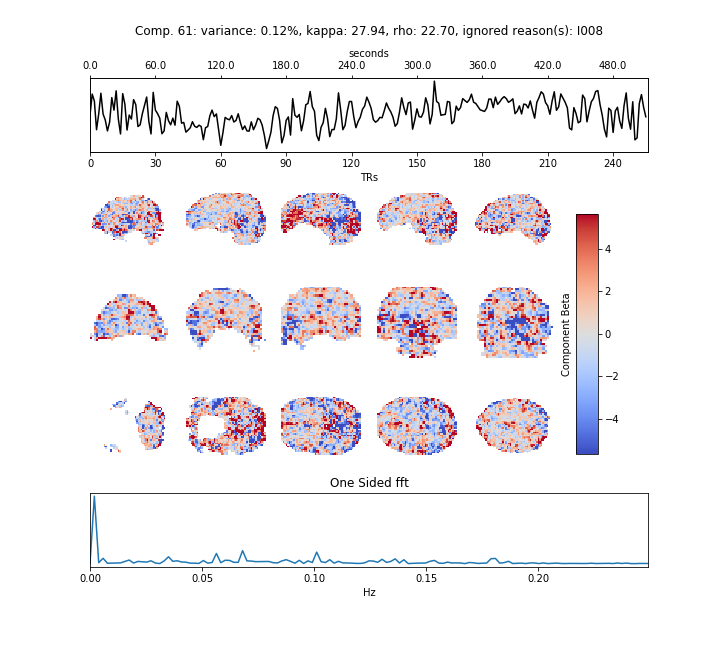 Comp. 61: variance: 0.12%, kappa: 27.94, rho: 22.70, ignored reason(s): I008
seconds
0.0 60.0 120.0 180.0 240.0 300.0 360.0 420.0 480.0
0 30 60 90 120 150 180 210 240
TRs
4
2
0
−2
−4
Component Beta
One Sided fft
0.00 0.05 0.10 0.15 0.20
Hz